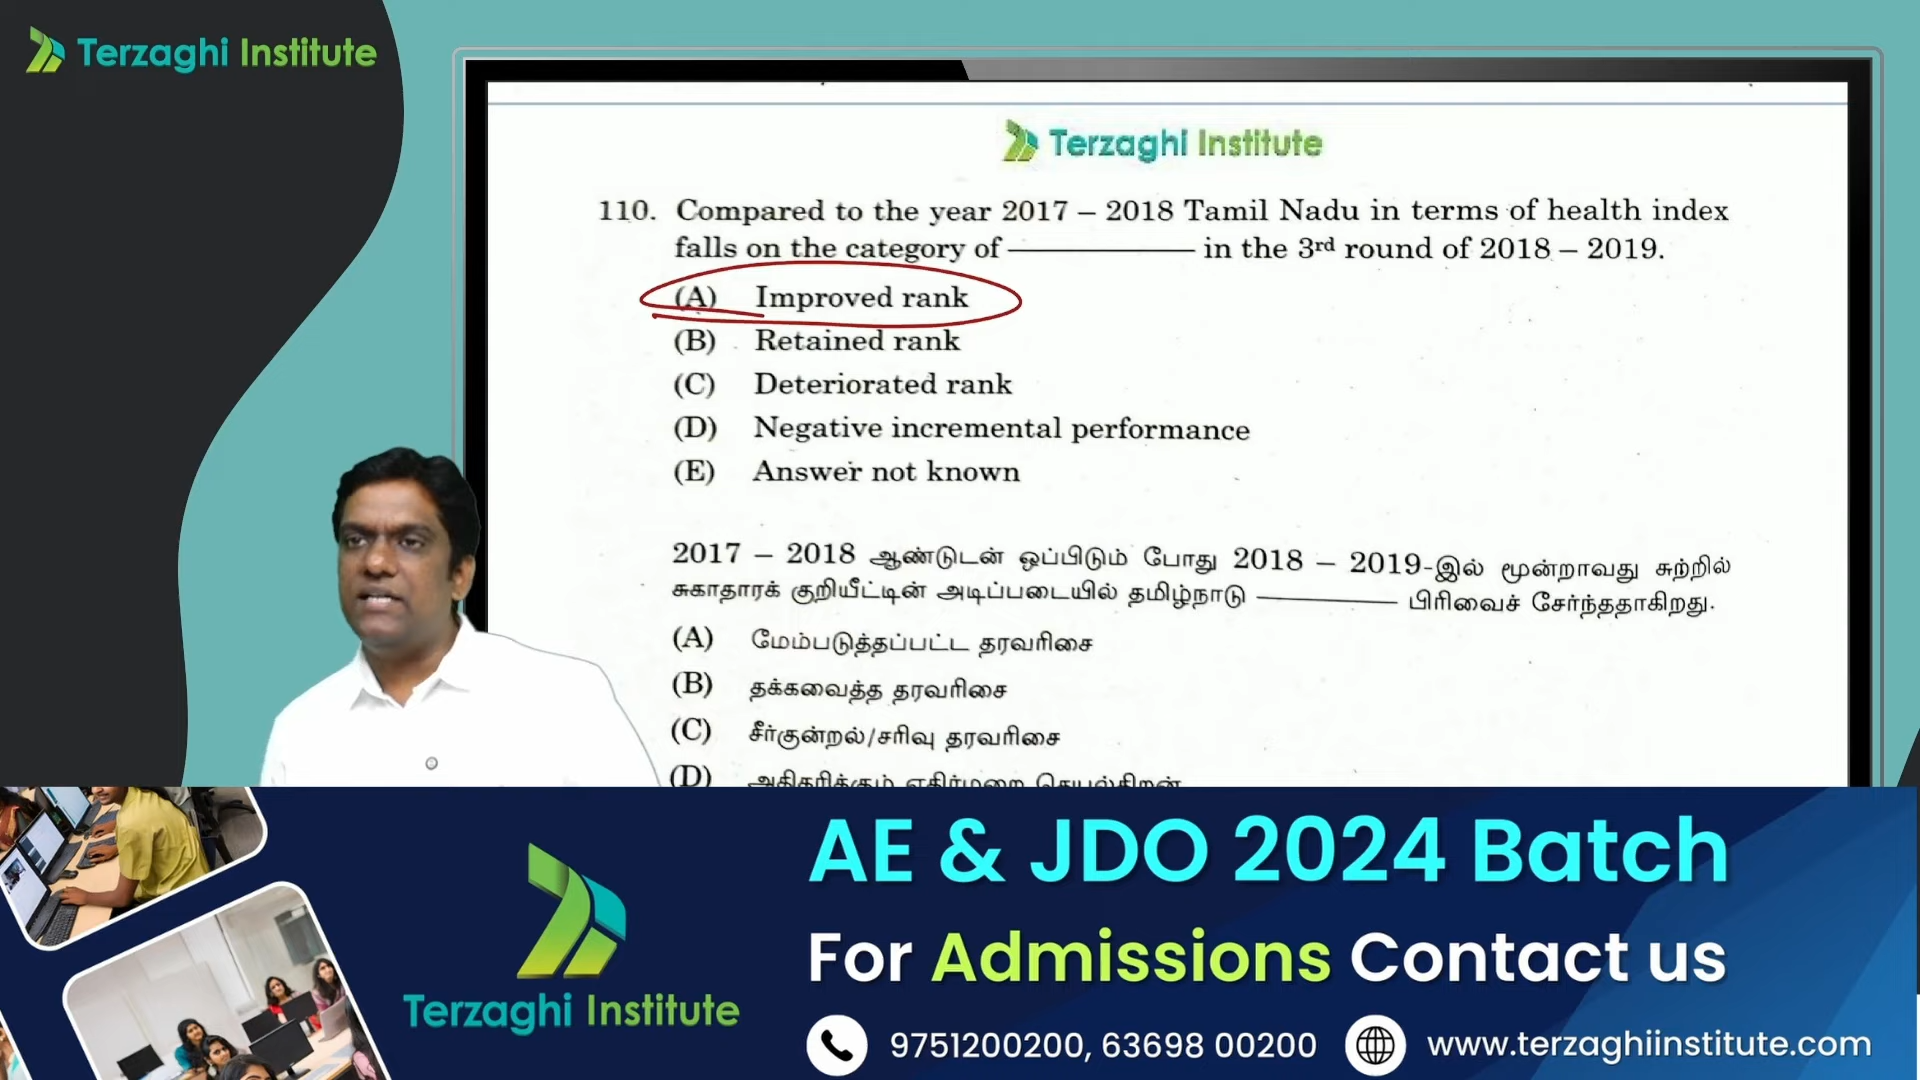 Terzaghi Institute
Terzaghi Institute
110. Compared to the year 2017 – 2018 Tamil Nadu in terms of health index
falls on the category of ———— in the 3rd round of 2018 – 2019.
(A) Improved rank
(B) Retained rank
(C) Deteriorated rank
(D) Negative incremental performance
(E) Answer not known
2017 – 2018 ஆண்டுடன் ஒப்பிடும் போது 2018 – 2019-இல் மூன்றாவது சுற்றில்
சுகாதாரக் குறியீட்டின் அடிப்படையில் தமிழ்நாடு ———— பிரிவைச் சேர்ந்ததாகிறது.
(A) மேம்படுத்தப்பட்ட தரவரிசை
(B) தக்கவைத்த தரவரிசை
(C) சீர்குன்றல்/சரிவு தரவரிசை
(D)
AE & JDO 2024 Batch
For Admissions Contact us
Terzaghi Institute
9751200200, 63698 00200 www.terzaghiinstitute.com